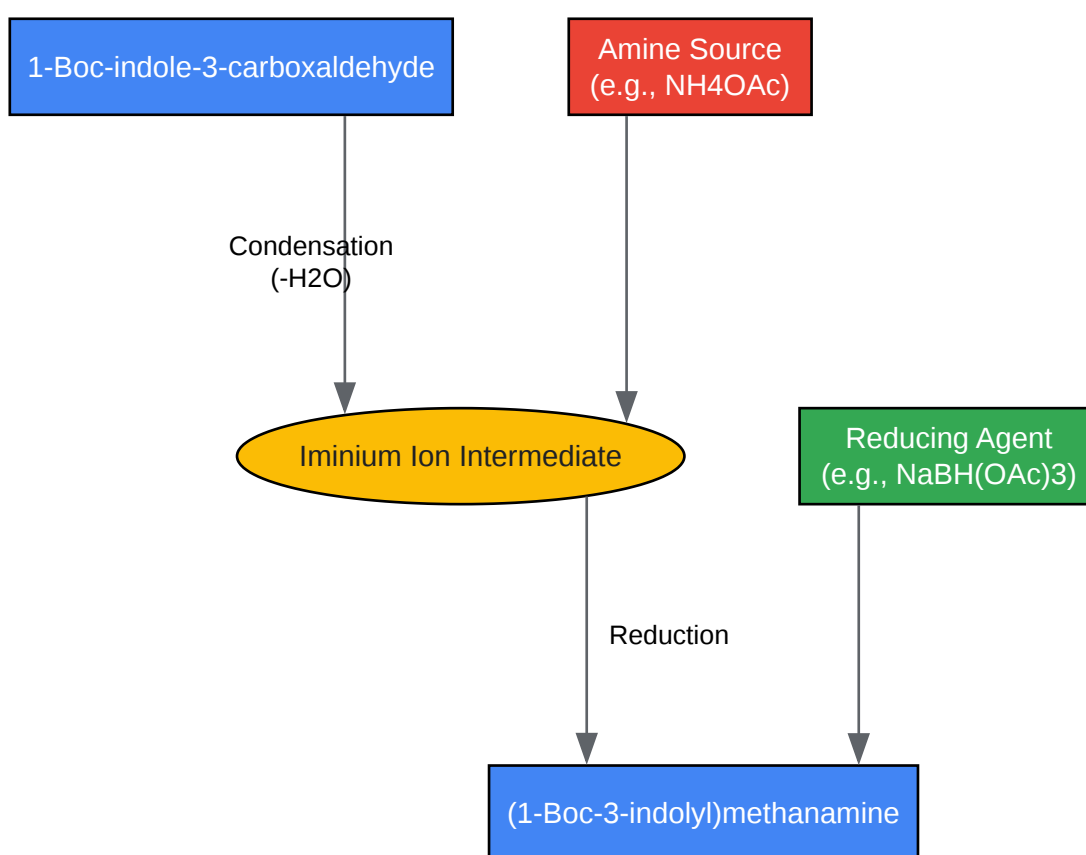 1-Boc-indole-3-carboxaldehyde
Amine Source
(e.g., NH4OAc)
Condensation
(-H2O)
Iminium Ion Intermediate
Reducing Agent
(e.g., NaBH(OAc)3)
Reduction
(1-Boc-3-indolyl)methanamine